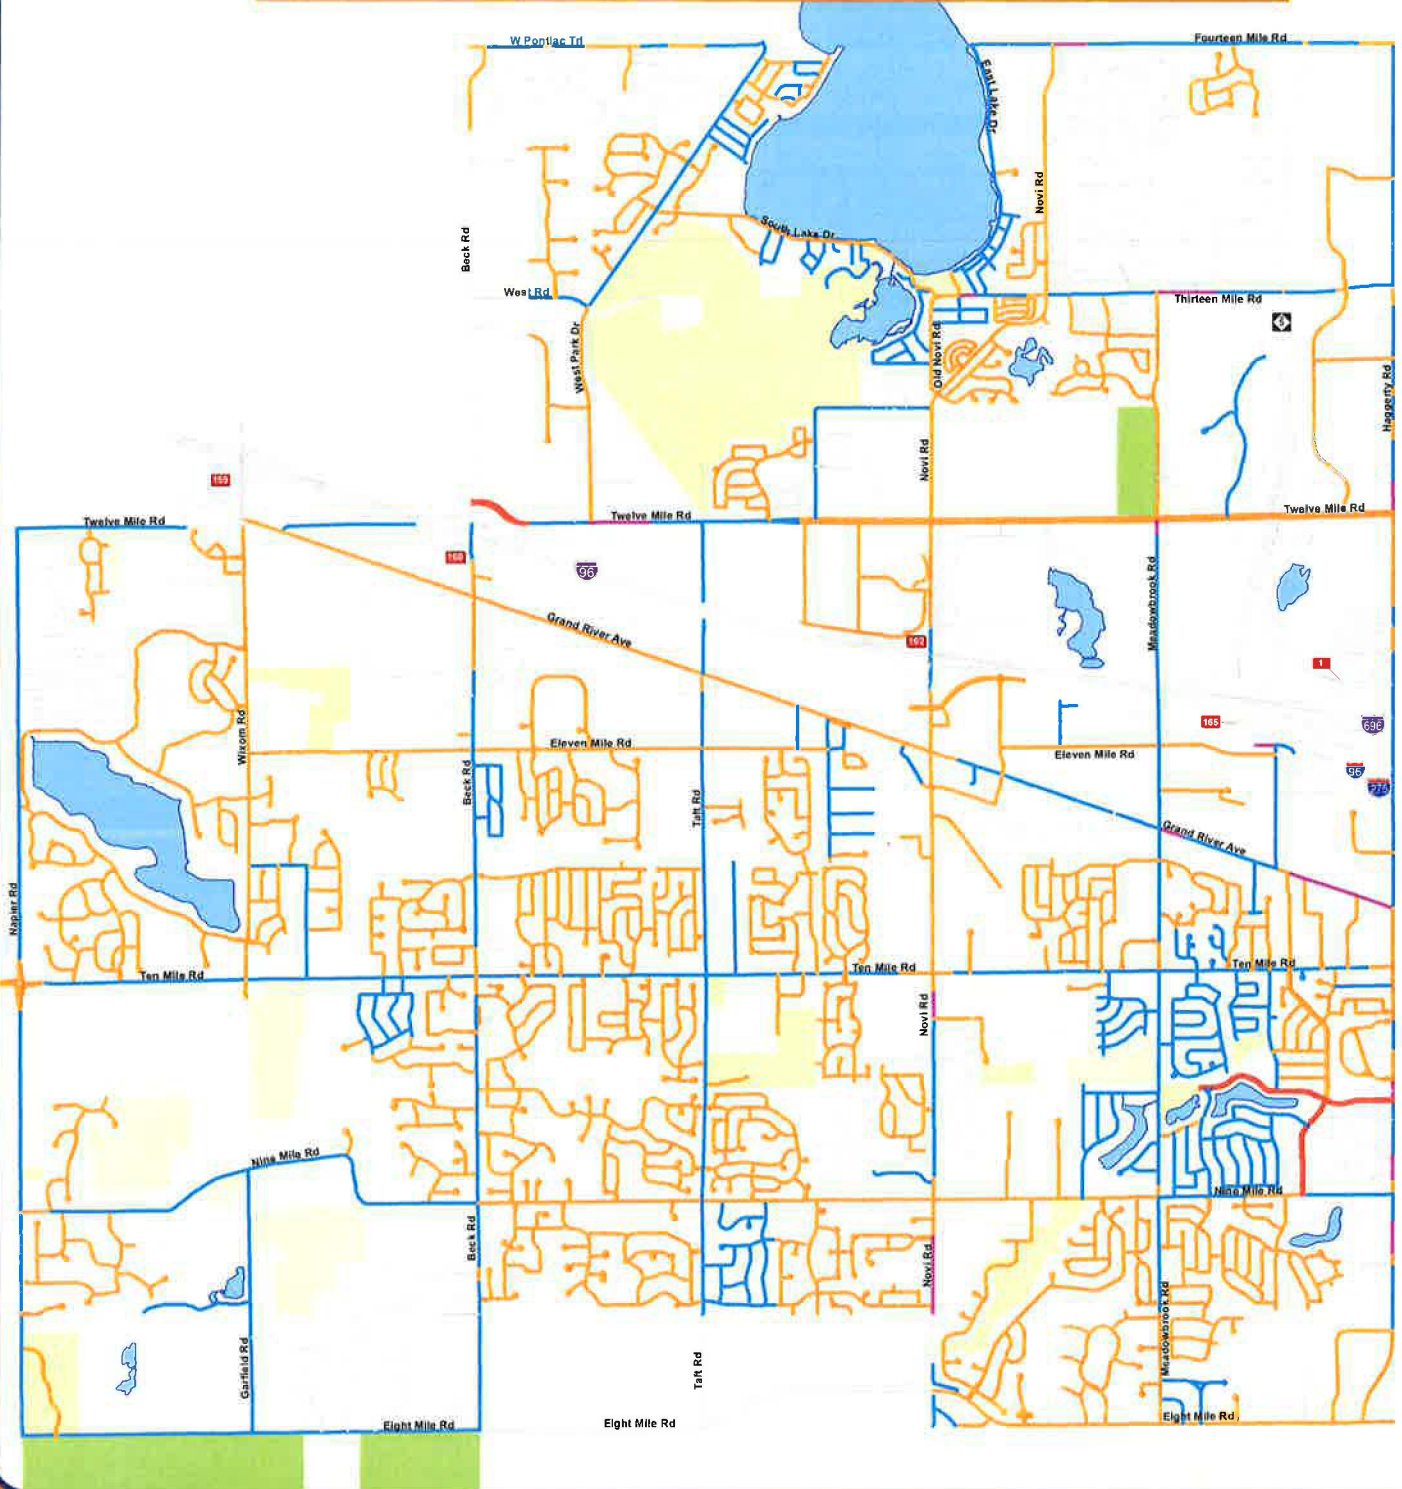 W Pontiac Trl
Fourteen Mile Rd
East Lake Dr
Novi Rd
Beck Rd
South Lake Dr
West Rd
Thirteen Mile Rd
5
West Park Dr
Old Novi Rd
Haggerty Rd
Novi Rd
159
Twelve Mile Rd
Twelve Mile Rd
Twelve Mile Rd
160
96
Meadowbrook Rd
Grand River Ave
162
1
Wixom Rd
165
696
Eleven Mile Rd
Eleven Mile Rd
96
275
Beck Rd
Taft Rd
Grand River Ave
Napier Rd
Ten Mile Rd
Ten Mile Rd
Ten Mile Rd
Novi Rd
Nine Mile Rd
Nine Mile Rd
Beck Rd
Novi Rd
Meadowbrook Rd
Garfield Rd
Taft Rd
Eight Mile Rd
Eight Mile Rd
Eight Mile Rd